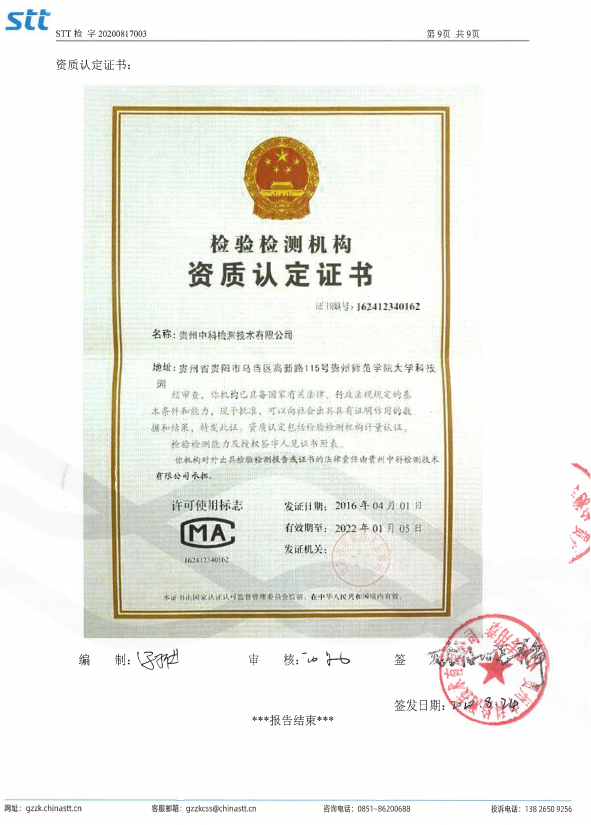 stt
STT 检 字 20200817003 第 9页 共 9页
资质认定证书：
检验检测机构
资质认定证书
证书编号：162412340162
名称：贵州中科检测技术有限公司
地址：贵州省贵阳市乌当区高新路115号贵州师范学院大学科技
园
经审查，你机构已具备国家有关法律、行政法规规定的基
本条件和能力，现予批准，可以向社会出具具有证明作用的数
据和结果，特发此证。资质认定包括检验检测机构计量认证。
检验检测能力及授权签字人见证书附表。
你机构对外出具检验检测报告或证书的法律责任由贵州中科检测技术
有限公司承担。
许可使用标志
MA
162412340162
发证日期：2016 年 04 月 01 日
有效期至：2022 年 01 月 05 日
发证机关：
本证书由国家认证认可监督管理委员会监制，在中华人民共和国境内有效。
编 制： 审 核： 签 发
签发日期：
***报告结束***
网址：gzzk.chinastt.cn 客服邮箱：gzzkcss@chinastt.cn 咨询电话：0851-86200688 投诉电话：138 2650 9256